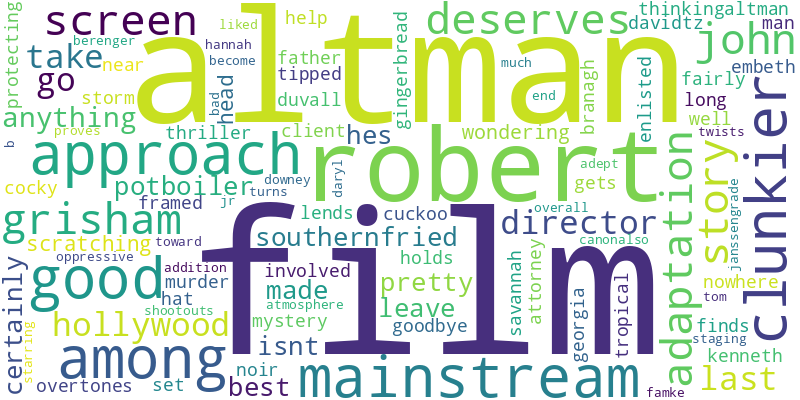 protecting screen berenger liked help father tipped hannah near become storm thriller
take go anything proves b cocky
altman
gingerbread duvall client hes wondering
deserves davidtz thinkingaltman man john embeth
enlisted fairly long well twists branagh
bad head
approach robert
potboiler framed jr turns downey daryl cuckoo lends
gets adept overall canonalso
grisham scratching oppressive toward
southernfried holds director
adaptation story clunkier janssengrade
good film
addition murder hat shootouts involved made atmosphere mystery
pretty leave goodbye savannah attorney georgia tropical
nowhere tom finds staging kenneth last
certainly starring hollywood among overtones set noir isnt best
mainstream famke
much end